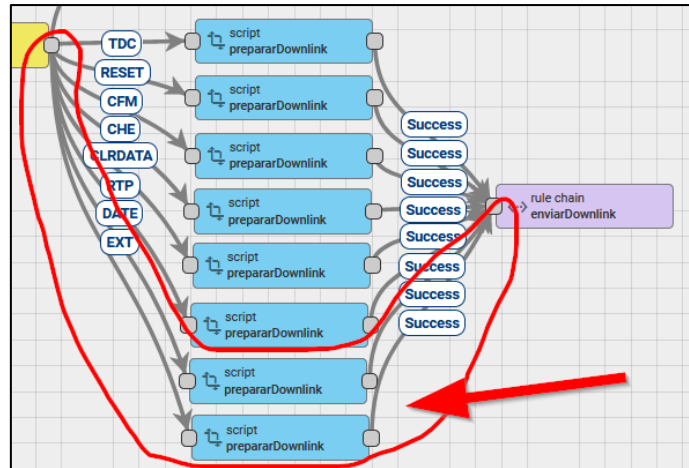 TDC
RESET
CFM
CHE
CLRDATA
RTP
DATE
EXT
script
prepararDownlink
script
prepararDownlink
script
prepararDownlink
script
prepararDownlink
script
prepararDownlink
script
prepararDownlink
script
prepararDownlink
script
prepararDownlink
Success
Success
Success
Success
Success
Success
Success
Success
rule chain
enviarDownlink